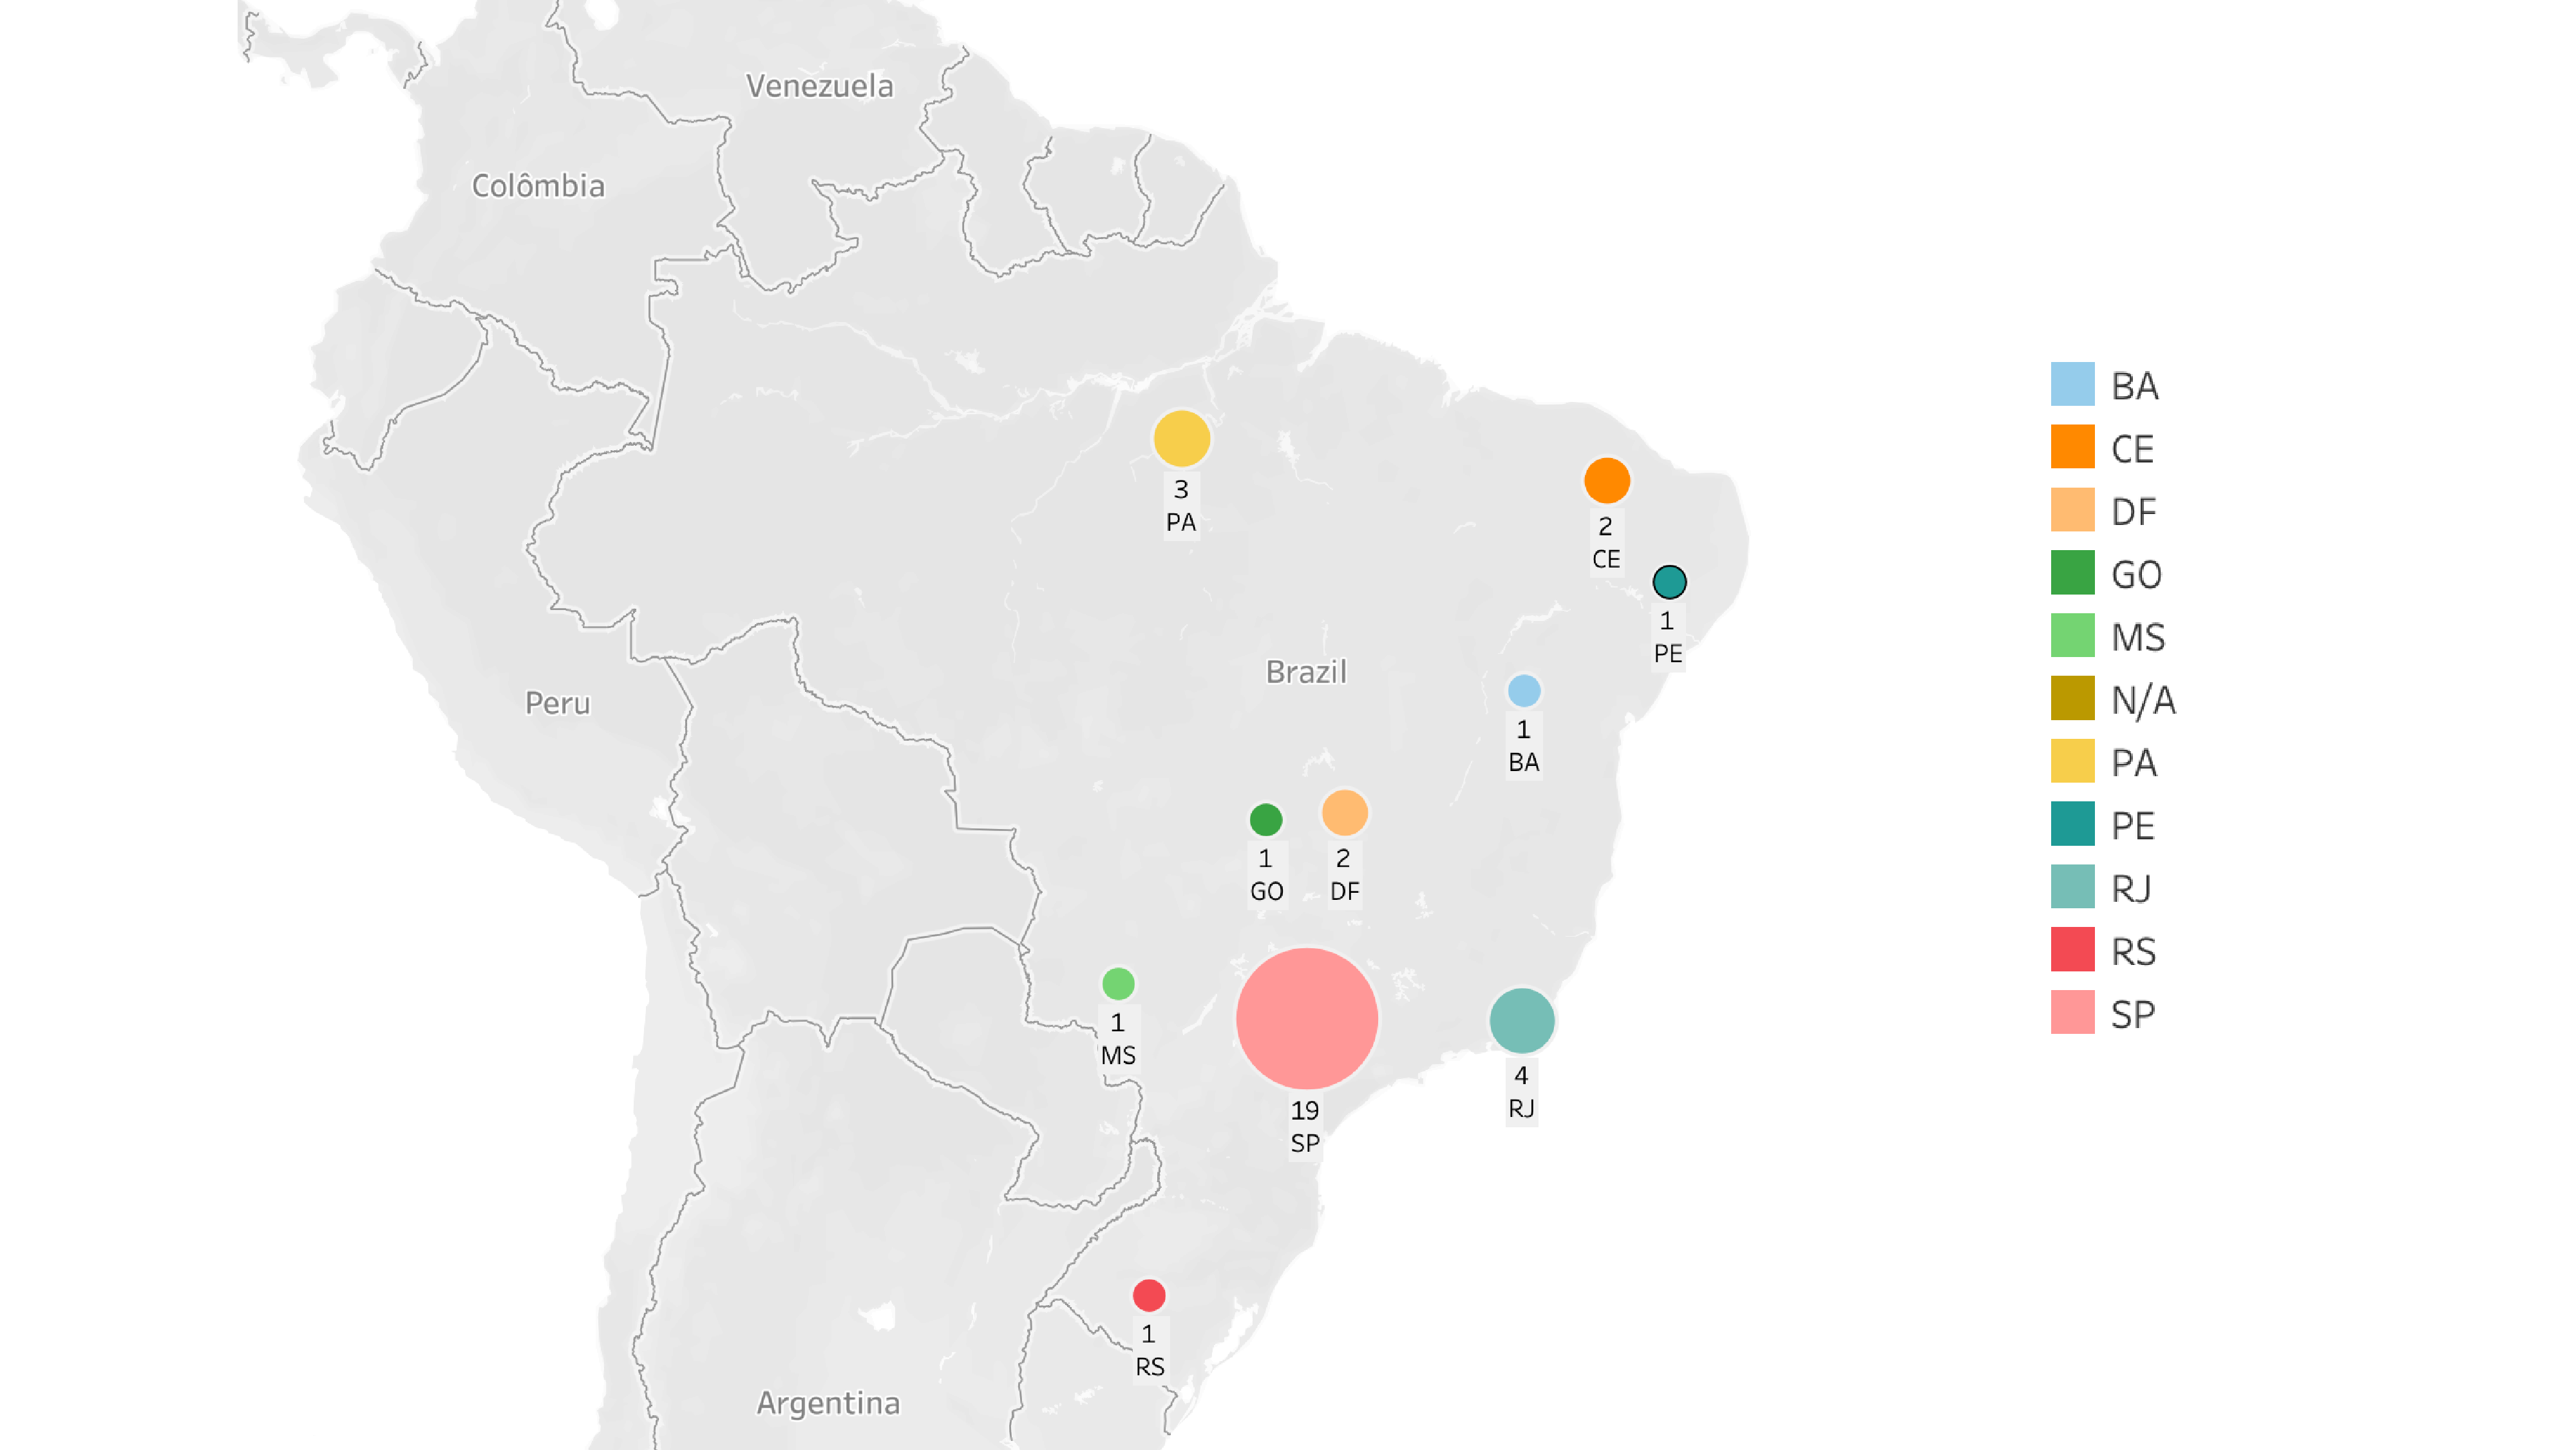 Venezuela
Colômbia
3
PA
2
CE
1
PE
Brazil
Peru
1
BA
1
GO
2
DF
1
MS
19
SP
4
RJ
1
RS
Argentina
BA
CE
DF
GO
MS
N/A
PA
PE
RJ
RS
SP